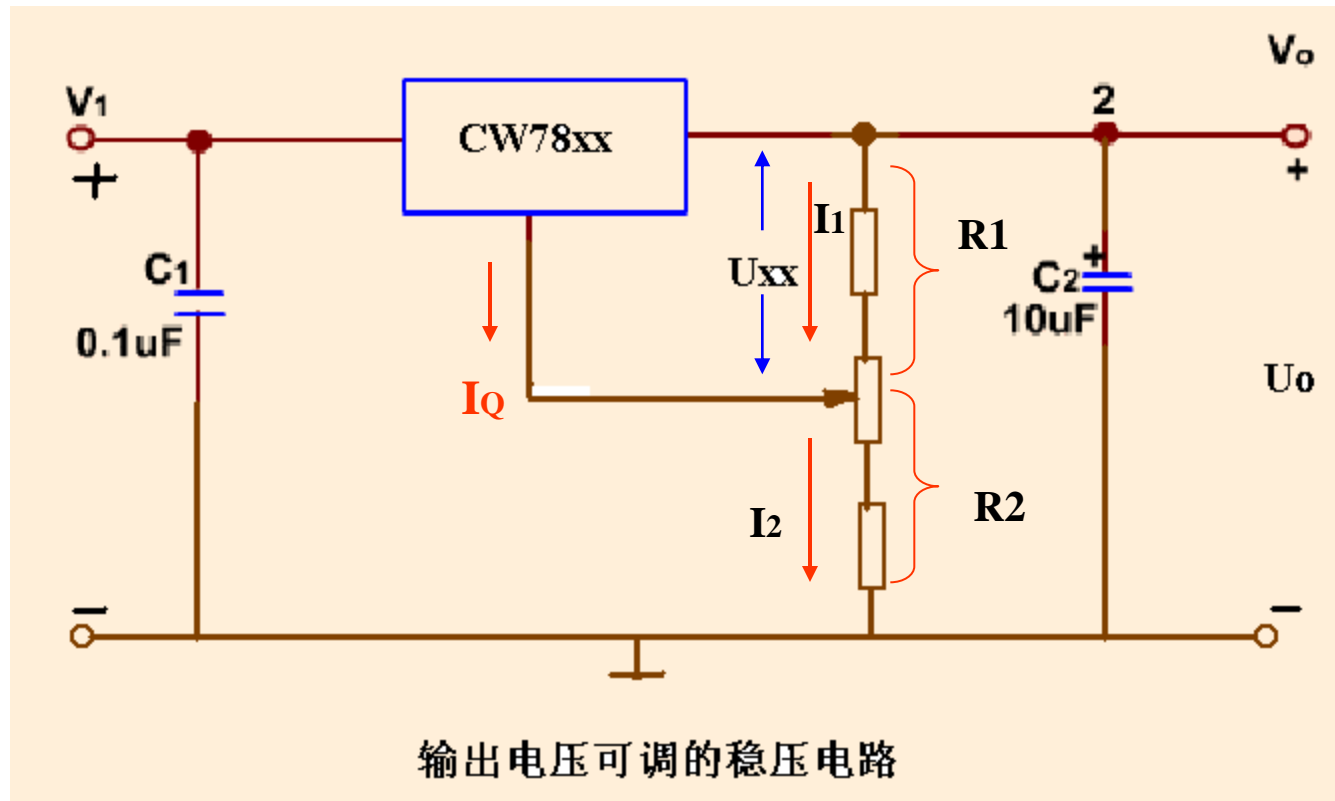 Vo
V1
2
+
CW78xx
+
I1
R1
Uxx
C1
0.1uF
+
C2
10uF
IQ
Uo
I2
R2
—
—
输出电压可调的稳压电路